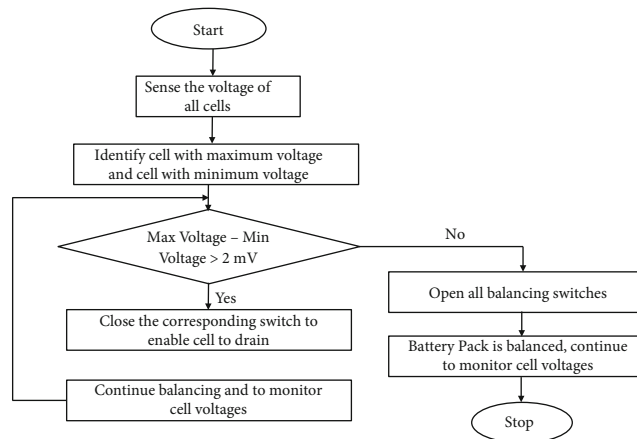 Start
Sense the voltage of
all cells
Identify cell with maximum voltage
and cell with minimum voltage
Max Voltage – Min
Voltage > 2 mV
No
Yes
Open all balancing switches
Close the corresponding switch to
enable cell to drain
Battery Pack is balanced, continue
to monitor cell voltages
Continue balancing and to monitor
cell voltages
Stop